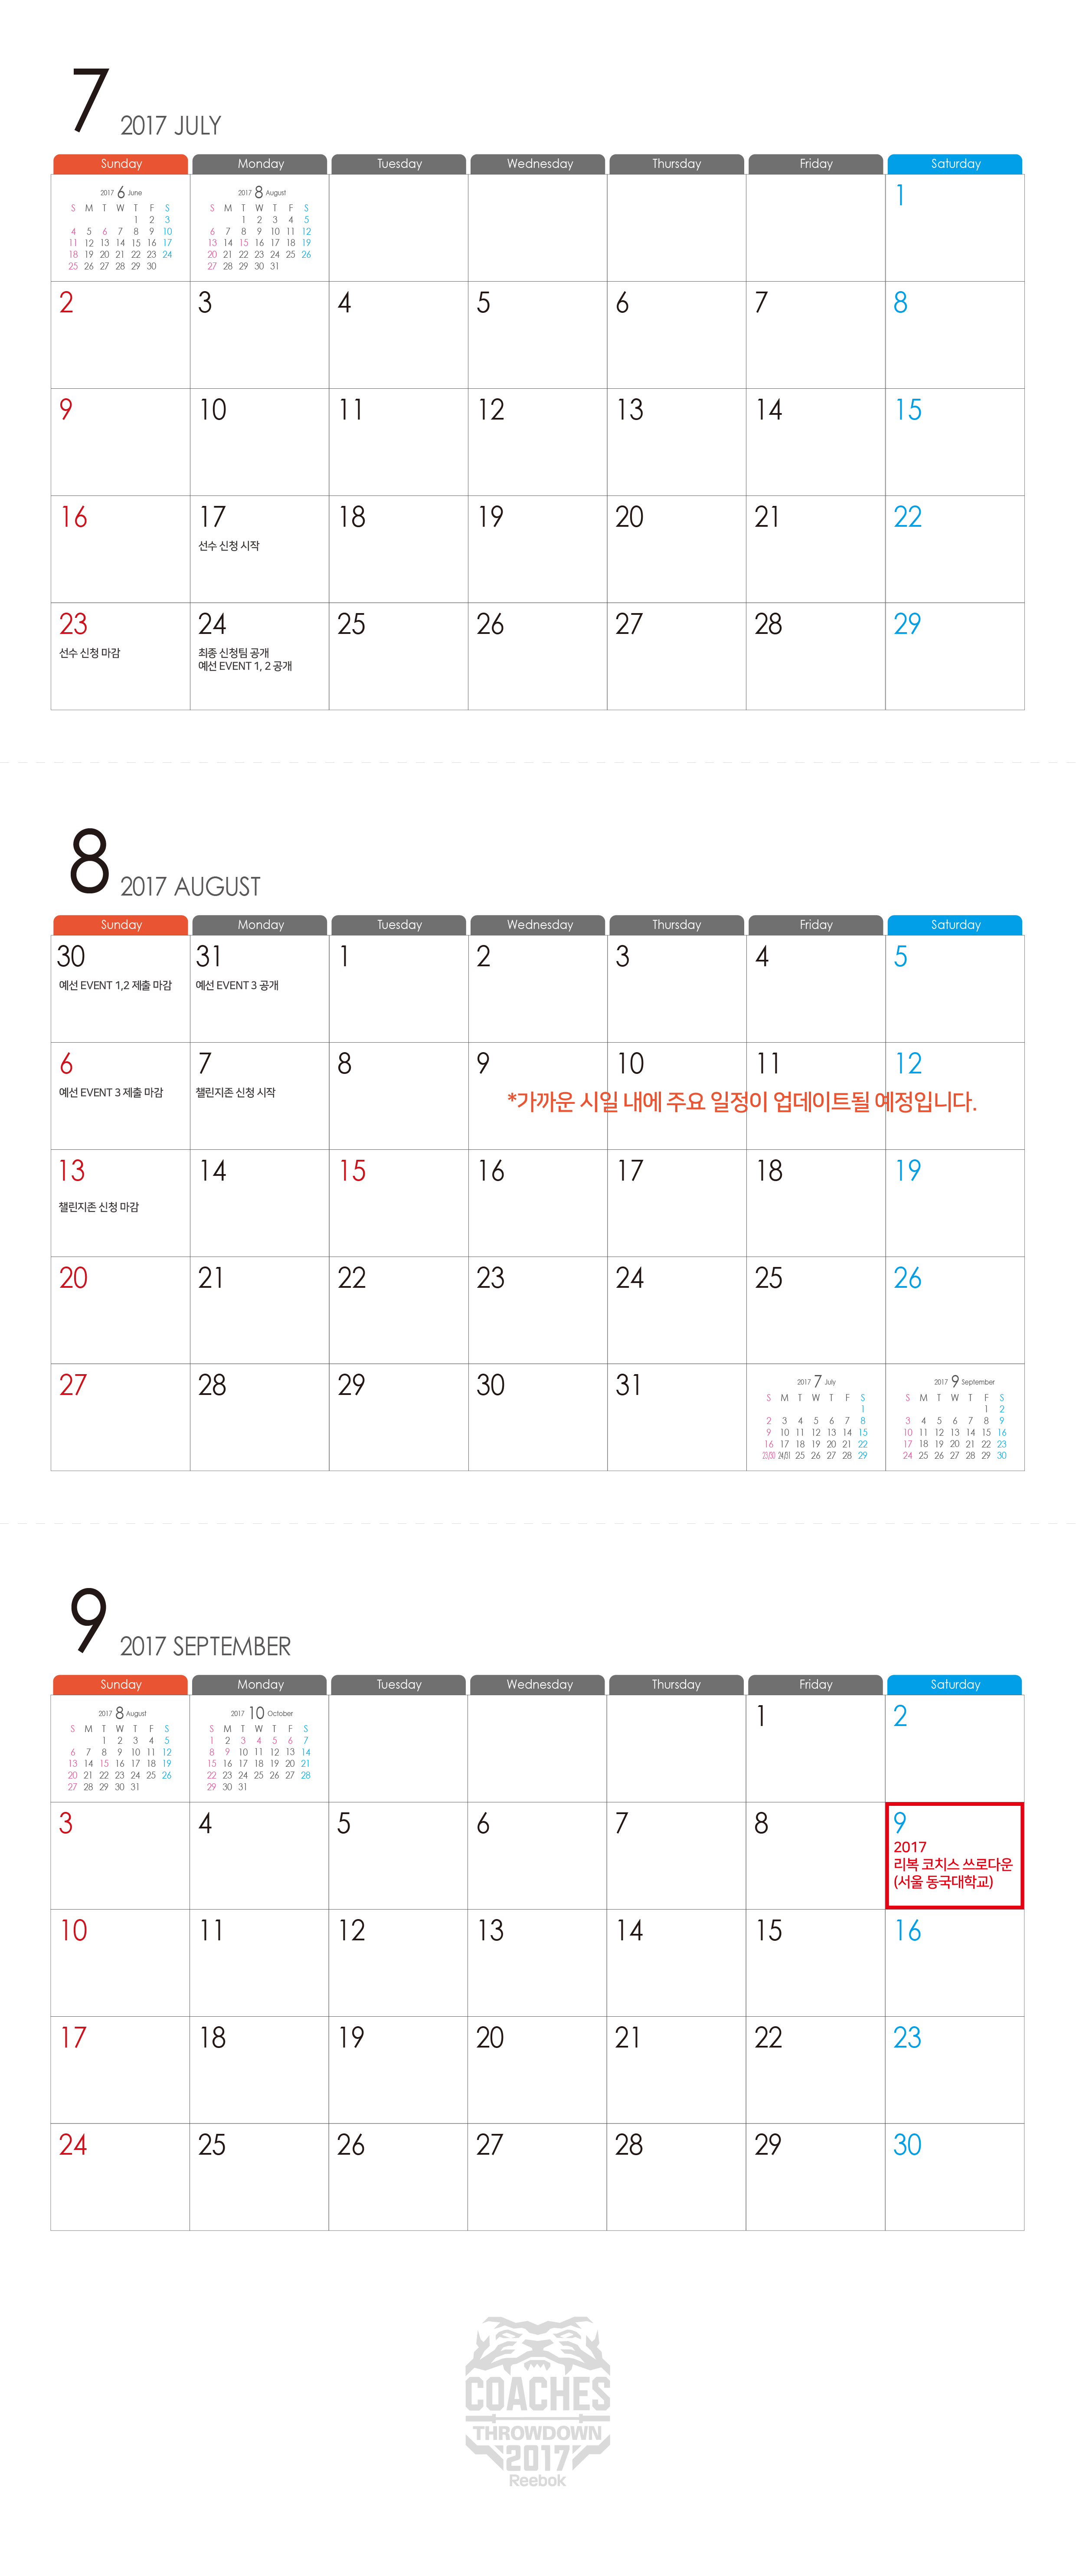 7 2017 JULY
Sunday Monday Tuesday Wednesday Thursday Friday Saturday
2017 6 June 2017 8 August 1
S M T W T F S S M T W T F S
1 2 3 1 2 3 4 5
4 5 6 7 8 9 10 6 7 8 9 10 11 12
11 12 13 14 15 16 17 13 14 15 16 17 18 19
18 19 20 21 22 23 24 20 21 22 23 24 25 26
25 26 27 28 29 30 27 28 29 30 31
2 3 4 5 6 7 8
9 10 11 12 13 14 15
16 17 18 19 20 21 22
선수 신청 시작
23 24 25 26 27 28 29
선수 신청 마감 최종 신청팀 공개
예선 EVENT 1, 2 공개
8 2017 AUGUST
Sunday Monday Tuesday Wednesday Thursday Friday Saturday
30 31 1 2 3 4 5
예선 EVENT 1,2 제출 마감 예선 EVENT 3 공개
6 7 8 9 10 11 12
예선 EVENT 3 제출 마감 챌린지존 신청 시작
*가까운 시일 내에 주요 일정이 업데이트될 예정입니다.
13 14 15 16 17 18 19
챌린지존 신청 마감
20 21 22 23 24 25 26
27 28 29 30 31
2017 7 July 2017 9 September
S M T W T F S S M T W T F S
1 1 2
2 3 4 5 6 7 8 3 4 5 6 7 8 9
9 10 11 12 13 14 15 10 11 12 13 14 15 16
16 17 18 19 20 21 22 17 18 19 20 21 22 23
23/30 24/31 25 26 27 28 29 24 25 26 27 28 29 30
9 2017 SEPTEMBER
Sunday Monday Tuesday Wednesday Thursday Friday Saturday
2017 8 August 2017 10 October 1 2
S M T W T F S S M T W T F S
1 2 3 4 5 1 2 3 4 5 6 7
6 7 8 9 10 11 12 8 9 10 11 12 13 14
13 14 15 16 17 18 19 15 16 17 18 19 20 21
20 21 22 23 24 25 26 22 23 24 25 26 27 28
27 28 29 30 31 29 30 31
3 4 5 6 7 8 9
2017
리복 코치스 쓰로다운
(서울 동국대학교)
10 11 12 13 14 15 16
17 18 19 20 21 22 23
24 25 26 27 28 29 30
COACHES
THROWDOWN
2017
Reebok